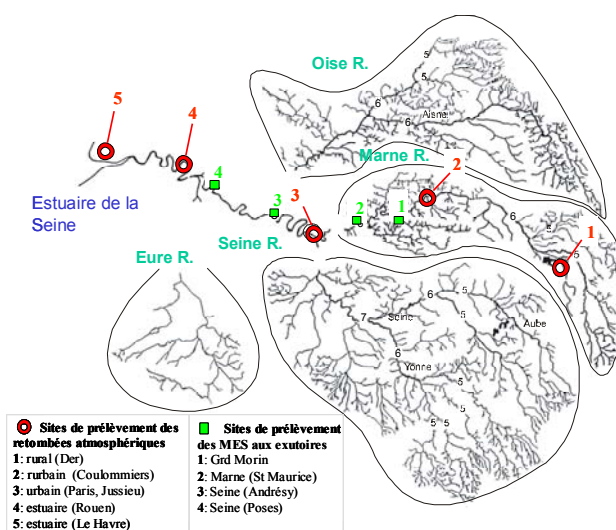 Oise R.
5
6
Aisne
6
5
4
Marne R.
2
4
3
3
2
1
6
5
1
5
Estuaire de la
Seine
Seine R.
Eure R.
6
5
7
Seine
5
Aube
6
Yonne
5
5
5
5
Sites de prélèvement des
retombées atmosphériques
1: rural (Der)
2: rurbain (Coulommiers)
3: urbain (Paris, Jussieu)
4: estuaire (Rouen)
5: estuaire (Le Havre)
Sites de prélèvement
des MES aux exutoires
1: Grd Morin
2: Marne (St Maurice)
3: Seine (Andrésy)
4: Seine (Poses)